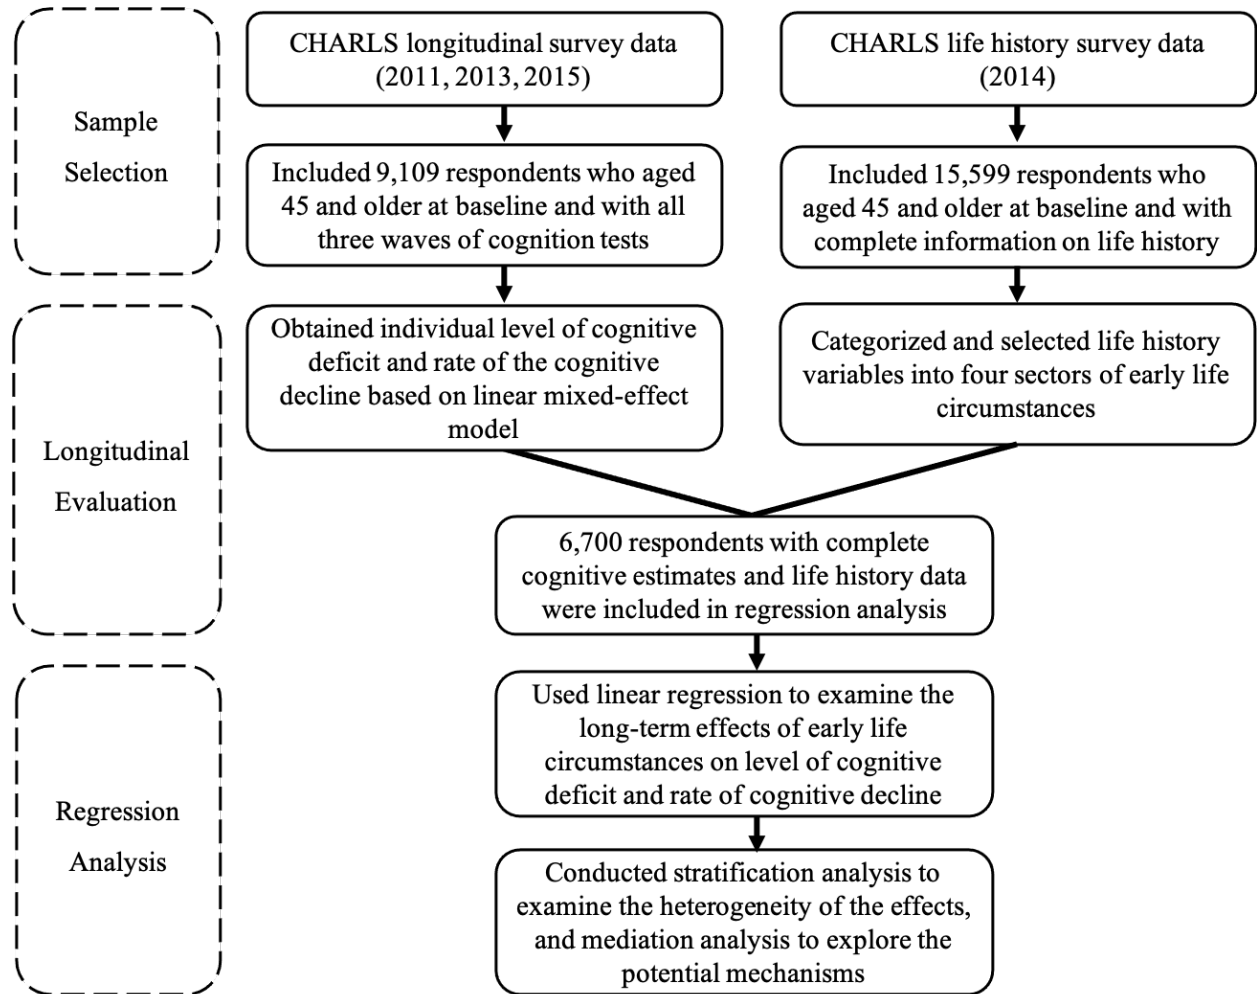 Sample
Selection
CHARLS longitudinal survey data
(2011, 2013, 2015)
CHARLS life history survey data
(2014)
Included 9,109 respondents who aged
45 and older at baseline and with all
three waves of cognition tests
Included 15,599 respondents who
aged 45 and older at baseline and with
complete information on life history
Longitudinal
Evaluation
Obtained individual level of cognitive
deficit and rate of the cognitive
decline based on linear mixed-effect
model
Categorized and selected life history
variables into four sectors of early life
circumstances
6,700 respondents with complete
cognitive estimates and life history data
were included in regression analysis
Regression
Analysis
Used linear regression to examine the
long-term effects of early life
circumstances on level of cognitive
deficit and rate of cognitive decline
Conducted stratification analysis to
examine the heterogeneity of the effects,
and mediation analysis to explore the
potential mechanisms